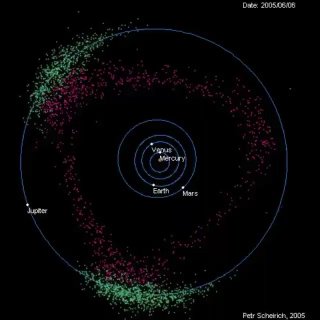 Date: 2005/06/06
Venus
Mercury
Earth
Mars
Jupiter
Petr Scheirich, 2005